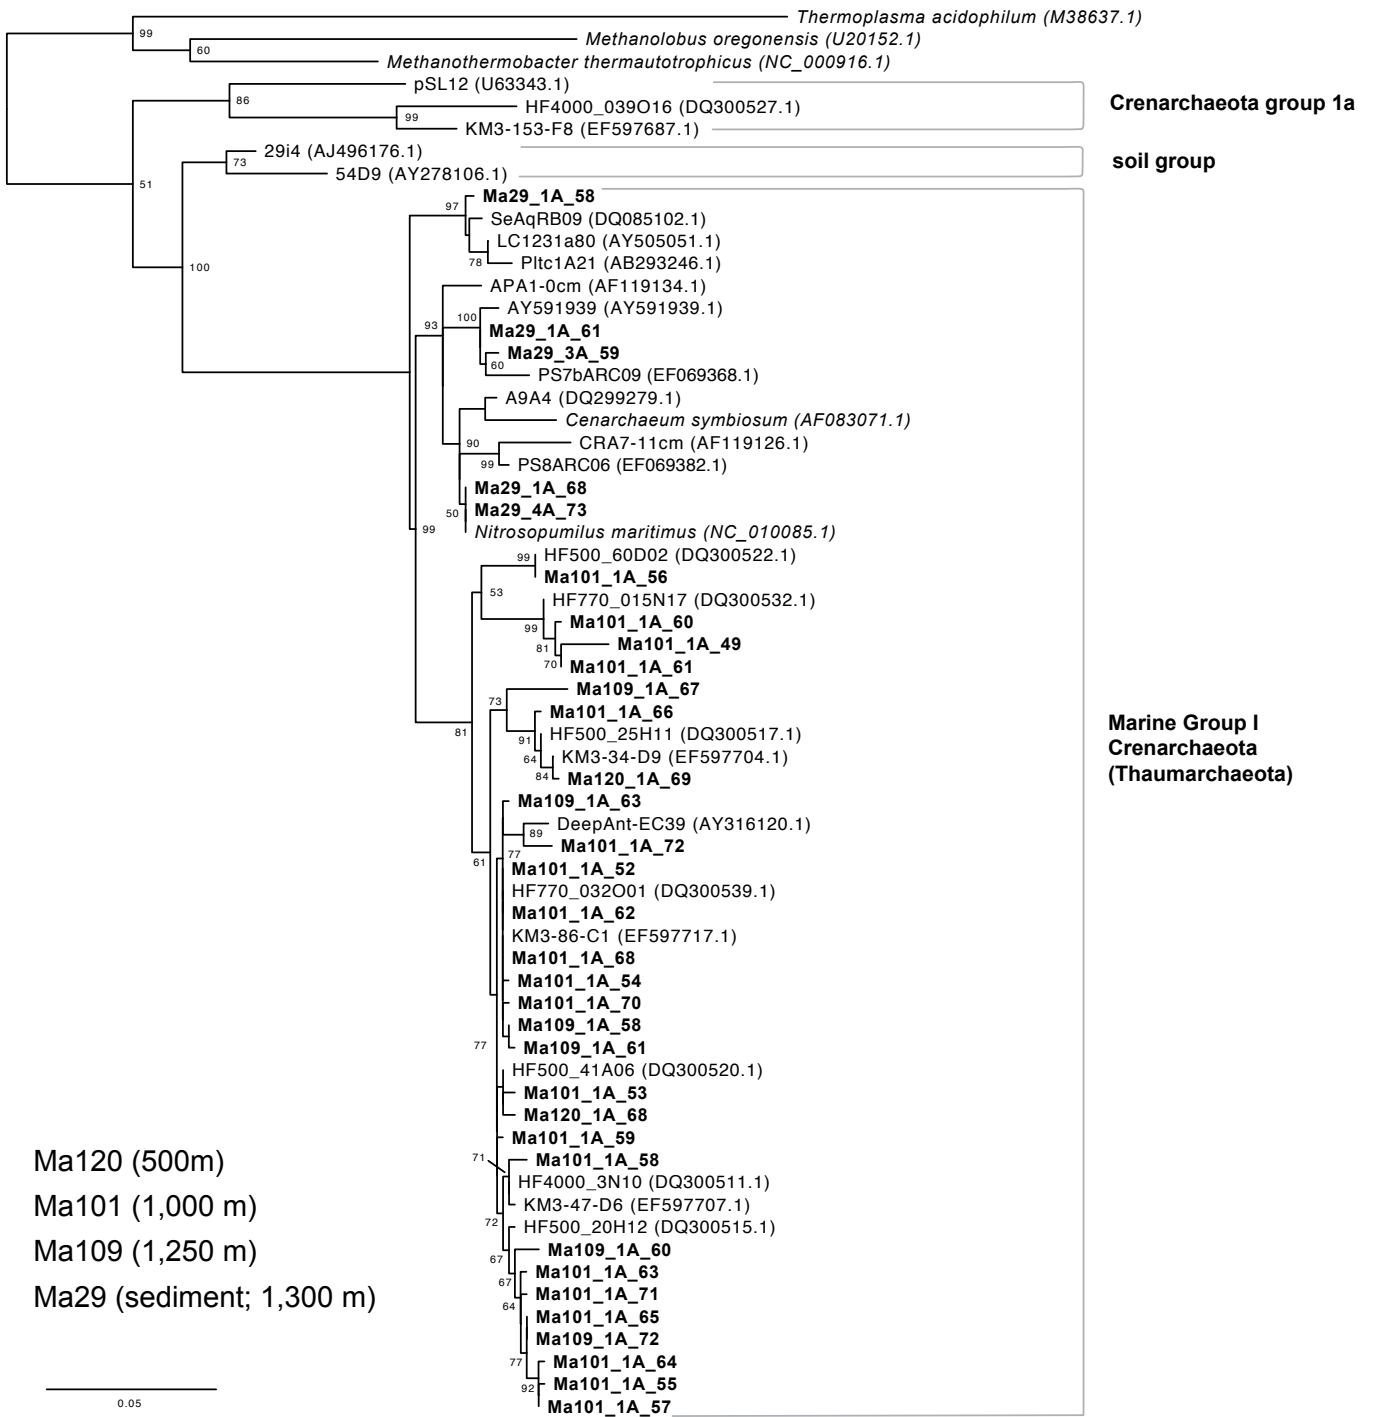 Thermoplasma acidophilum (M38637.1)
99
Methanolobus oregonensis (U20152.1)
60
Methanothermobacter thermautotrophicus (NC_000916.1)
pSL12 (U63343.1)
86
Crenarchaeota group 1a
HF4000_039O16 (DQ300527.1)
99
KM3-153-F8 (EF597687.1)
29i4 (AJ496176.1)
73
soil group
54D9 (AY278106.1)
51
Ma29_1A_58
97
SeAqRB09 (DQ085102.1)
LC1231a80 (AY505051.1)
78
Pltc1A21 (AB293246.1)
100
APA1-0cm (AF119134.1)
AY591939 (AY591939.1)
100
93
Ma29_1A_61
Ma29_3A_59
60
PS7bARC09 (EF069368.1)
A9A4 (DQ299279.1)
Cenarchaeum symbiosum (AF083071.1)
90
CRA7-11cm (AF119126.1)
99
PS8ARC06 (EF069382.1)
Ma29_1A_68
Ma29_4A_73
50
99
Nitrosopumilus maritimus (NC_010085.1)
99
HF500_60D02 (DQ300522.1)
Ma101_1A_56
53
HF770_015N17 (DQ300532.1)
Ma101_1A_60
99
Ma101_1A_49
81
70
Ma101_1A_61
Ma109_1A_67
73
Ma101_1A_66
81
HF500_25H11 (DQ300517.1)
91
KM3-34-D9 (EF597704.1)
64
84
Ma120_1A_69
Marine Group I
Crenarchaeota
(Thaumarchaeota)
Ma109_1A_63
DeepAnt-EC39 (AY316120.1)
89
Ma101_1A_72
77
61
Ma101_1A_52
HF770_032O01 (DQ300539.1)
Ma101_1A_62
KM3-86-C1 (EF597717.1)
Ma101_1A_68
Ma101_1A_54
Ma101_1A_70
Ma109_1A_58
77
Ma109_1A_61
HF500_41A06 (DQ300520.1)
Ma101_1A_53
Ma120_1A_68
Ma101_1A_59
71
Ma101_1A_58
HF4000_3N10 (DQ300511.1)
KM3-47-D6 (EF597707.1)
72
HF500_20H12 (DQ300515.1)
Ma109_1A_60
67
Ma101_1A_63
67
Ma101_1A_71
64
Ma101_1A_65
Ma109_1A_72
77
Ma101_1A_64
Ma101_1A_55
92
Ma101_1A_57
Ma120 (500m)
Ma101 (1,000 m)
Ma109 (1,250 m)
Ma29 (sediment; 1,300 m)
0.05